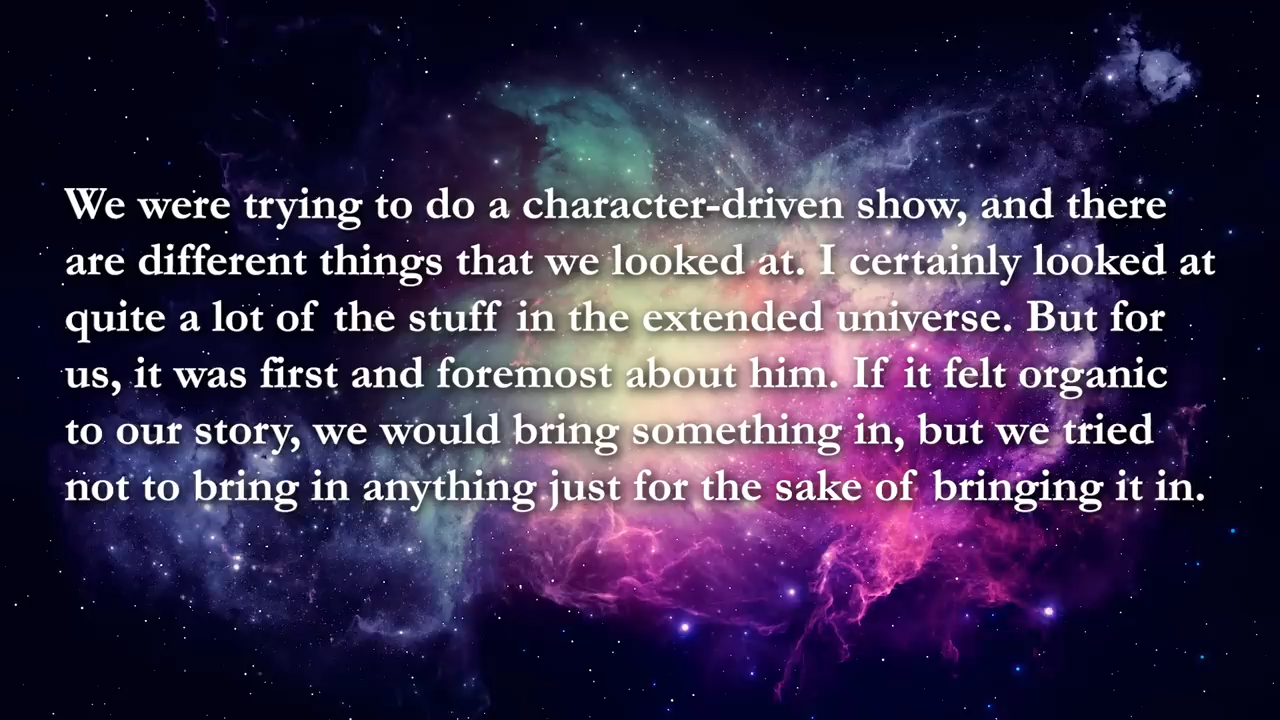 We were trying to do a character-driven show, and there
are different things that we looked at. I certainly looked at
quite a lot of the stuff in the extended universe. But for
us, it was first and foremost about him. If it felt organic
to our story, we would bring something in, but we tried
not to bring in anything just for the sake of bringing it in.